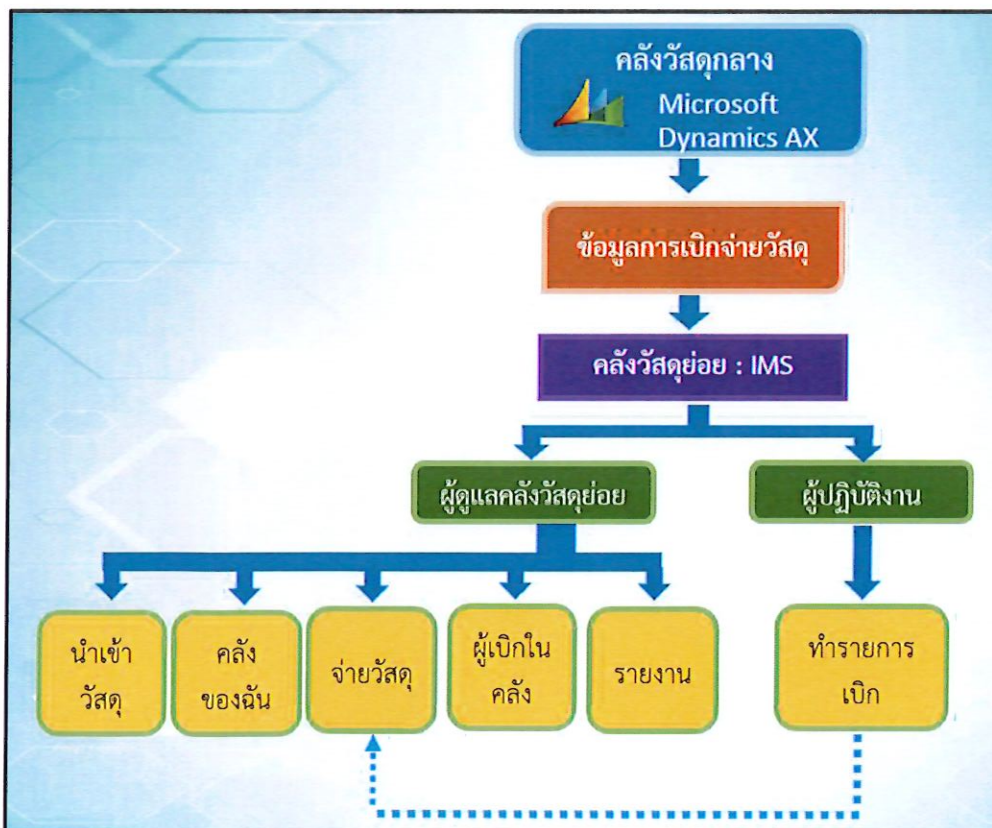 คลังวัสดุกลาง
Microsoft
Dynamics AX
ข้อมูลการเบิกจ่ายวัสดุ
คลังวัสดุย่อย : IMS
ผู้ดูแลคลังวัสดุย่อย
ผู้ปฏิบัติงาน
นำเข้า
วัสดุ
คลัง
ของฉัน
จ่ายวัสดุ
ผู้เบิกใน
คลัง
รายงาน
ทำรายการ
เบิก